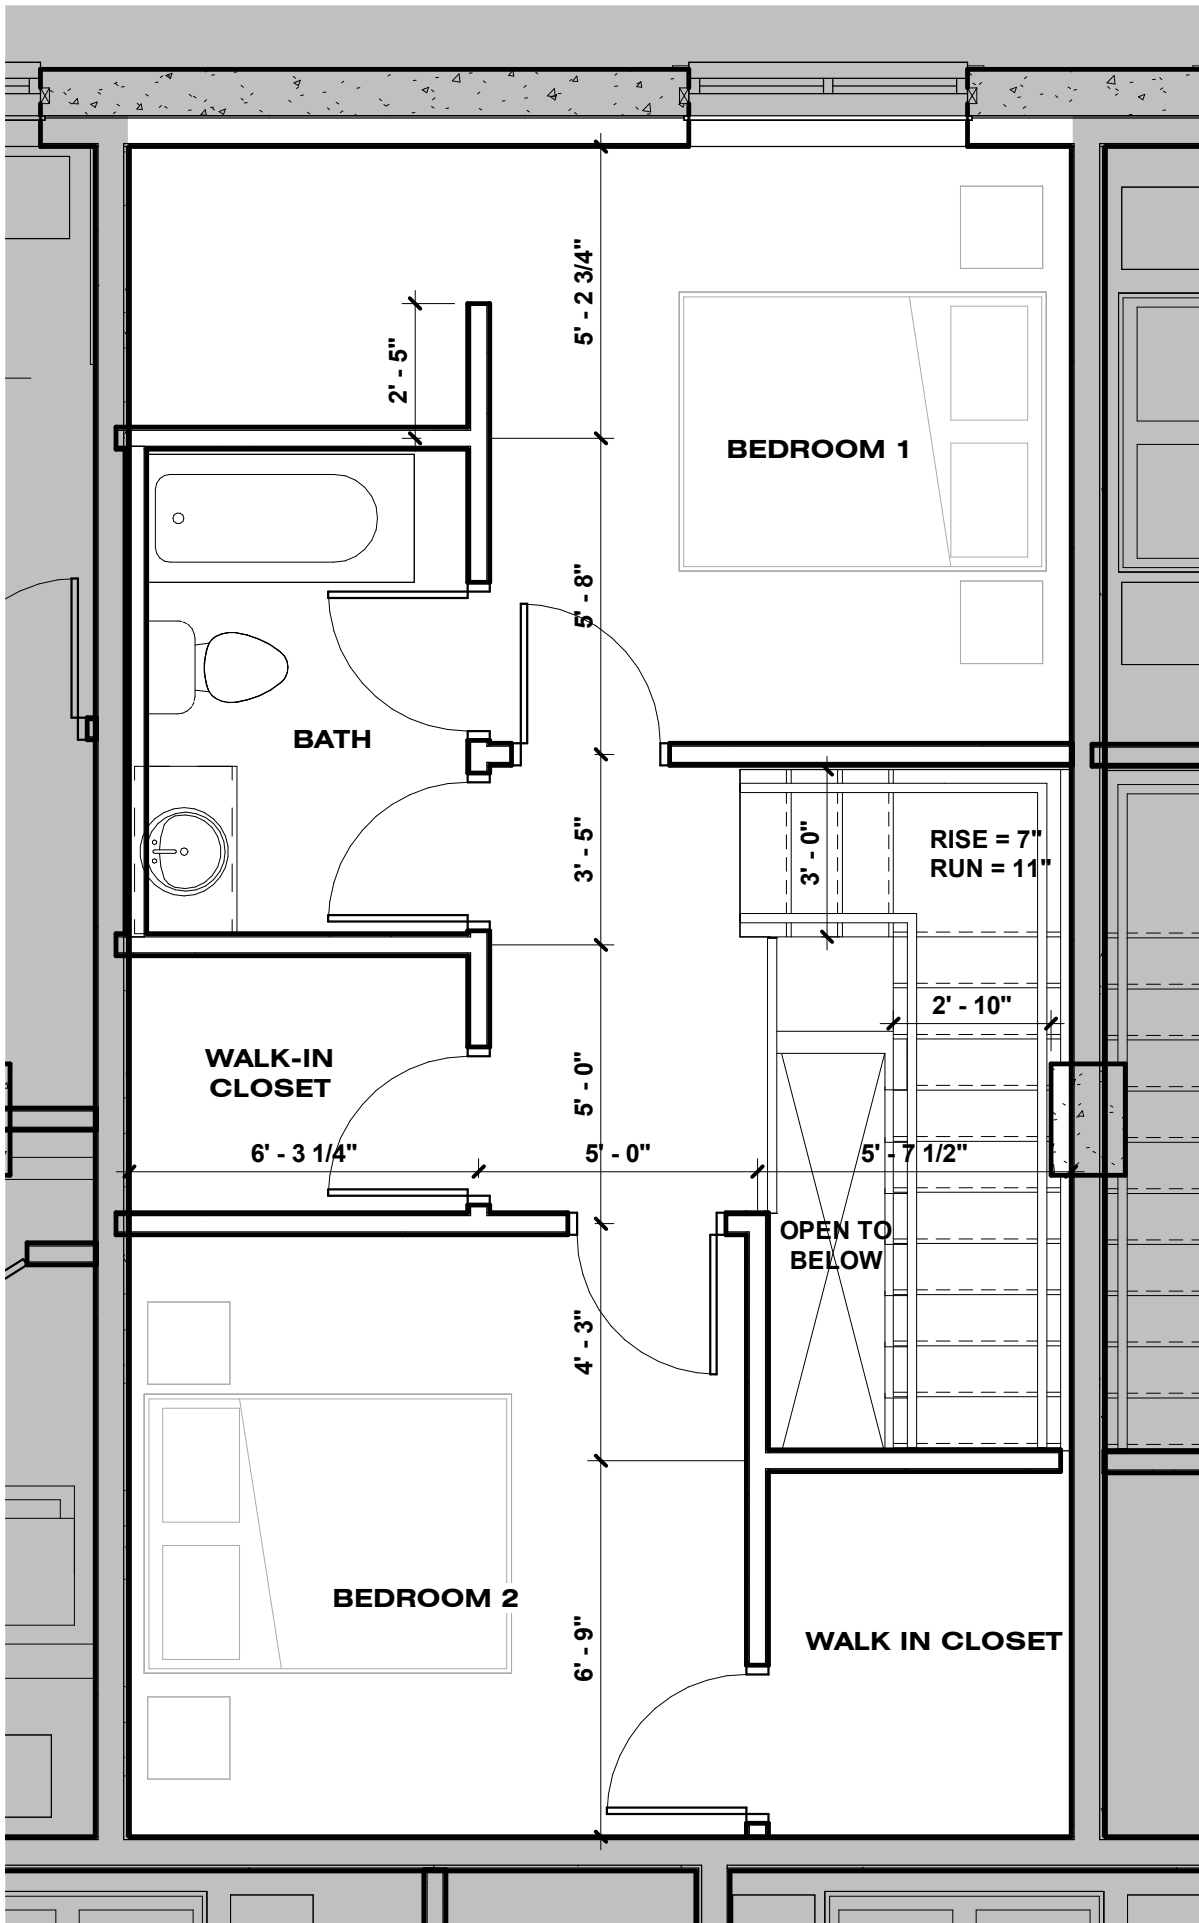 5' - 2 3/4"
2' - 5"
BEDROOM 1
5' - 8"
BATH
3' - 5"
3' - 0"
RISE = 7"
RUN = 11"
2' - 10"
WALK-IN
CLOSET
5' - 0"
6' - 3 1/4"
5' - 0"
5' - 7 1/2"
OPEN TO
BELOW
4' - 3"
BEDROOM 2
6' - 9"
WALK IN CLOSET